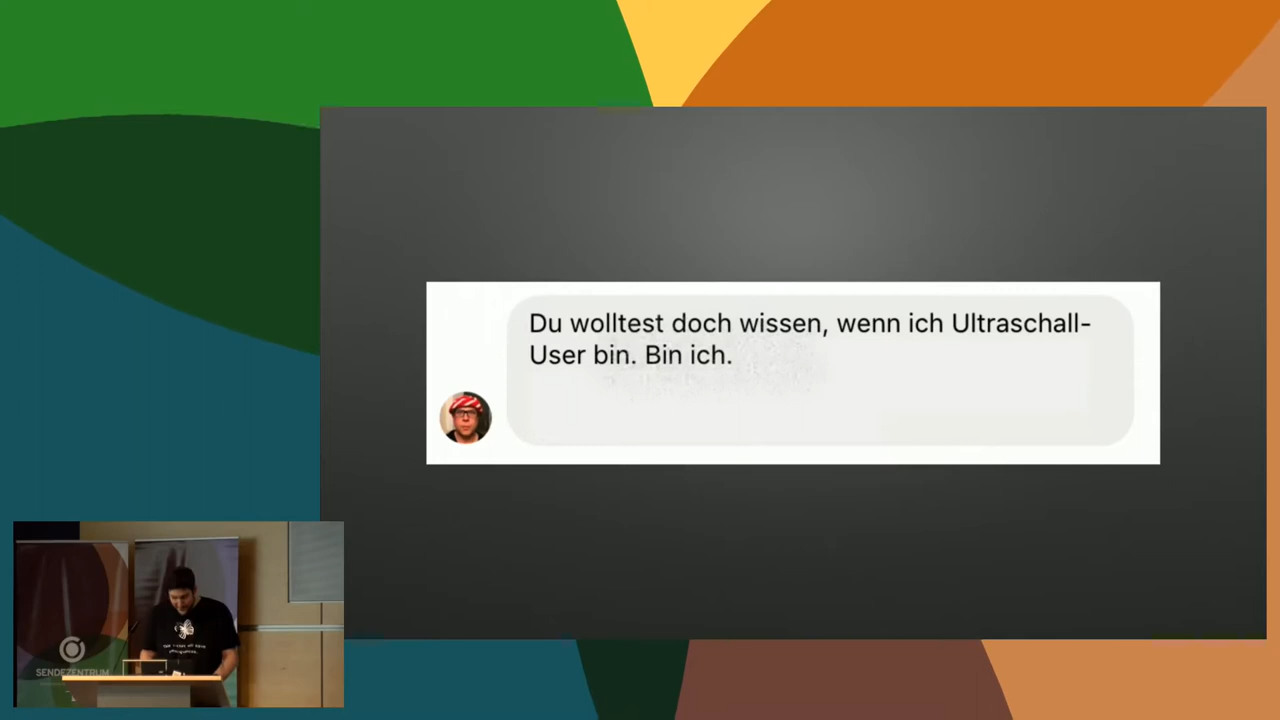 Du wolltest doch wissen, wenn ich Ultraschall-
User bin. Bin ich.
SENDEZENTRUM